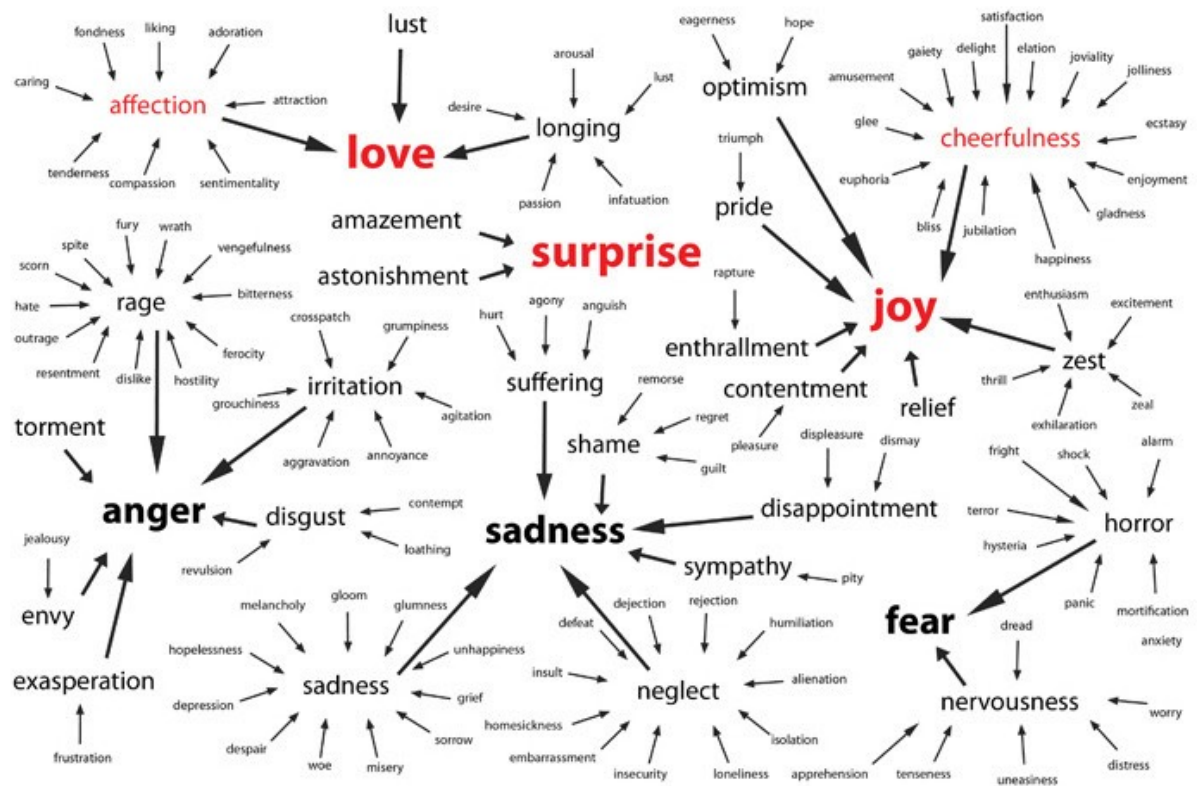 fondness
liking
adoration
caring
affection
attraction
tenderness
compassion
sentimentality
lust
love
arousal
lust
desire
longing
passion
infatuation
eagerness
hope
optimism
triumph
pride
satisfaction
gaiety
delight
elation
joviality
amusement
jolliness
glee
cheerfulness
ecstasy
euphoria
enjoyment
bliss
jubilation
gladness
happiness
amazement
astonishment
surprise
fury
wrath
spite
vengefulness
scorn
hate
rage
bitterness
outrage
ferocity
resentment
dislike
hostility
crosspatch
grumpiness
irritation
grouchiness
agitation
aggravation
annoyance
hurt
agony
anguish
suffering
remorse
shame
regret
guilt
rapture
enthrallment
joy
contentment
pleasure
relief
enthusiasm
excitement
zest
thrill
zeal
exhilaration
torment
anger
disgust
contempt
loathing
revulsion
jealousy
envy
exasperation
frustration
sadness
displeasure
dismay
disappointment
sympathy
pity
fright
shock
alarm
terror
horror
hysteria
panic
mortification
anxiety
fear
dread
nervousness
worry
apprehension
tenseness
uneasiness
distress
melancholy
gloom
glumness
hopelessness
unhappiness
sadness
depression
grief
despair
woe
misery
sorrow
dejection
rejection
defeat
humiliation
insult
neglect
alienation
homesickness
isolation
embarrassment
insecurity
loneliness